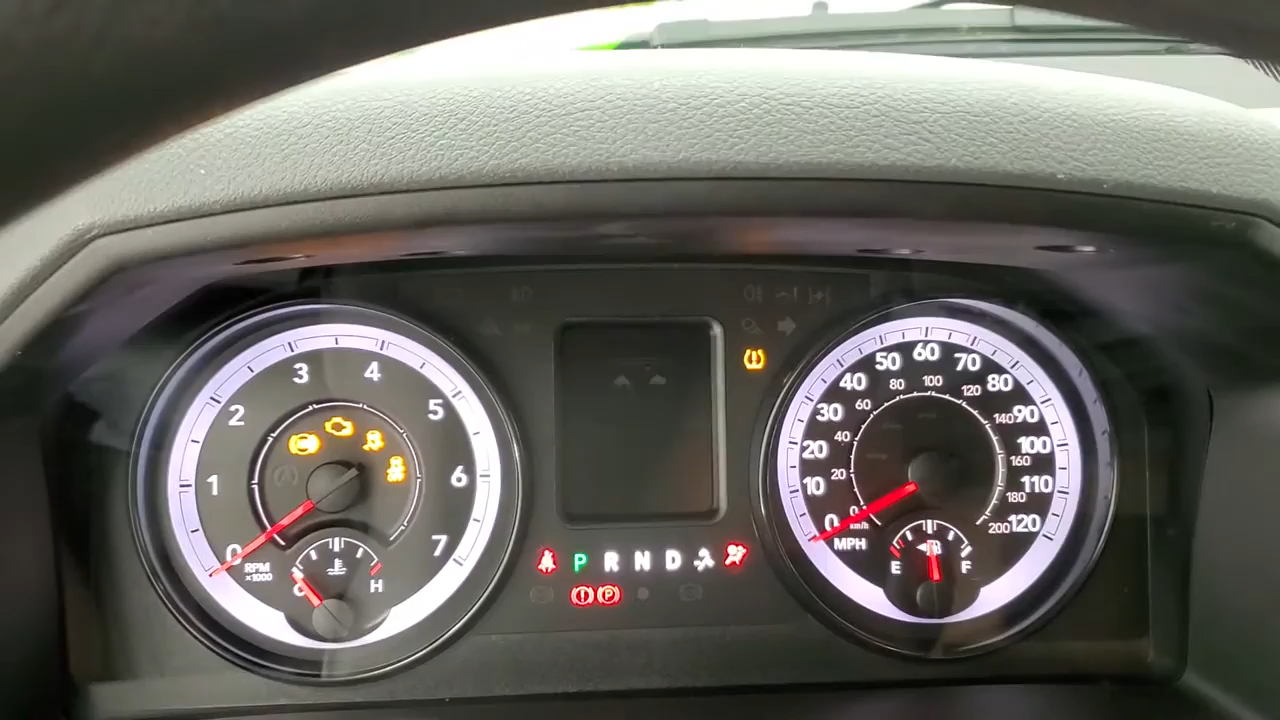 0 1 2 3 4 5 6 7
RPM
×1000
C H
P R N D
P
0 10 20 30 40 50 60 70 80 90 100 110 120
0 20 40 60 80 100 120 140 160 180 200
km/h
MPH
E F